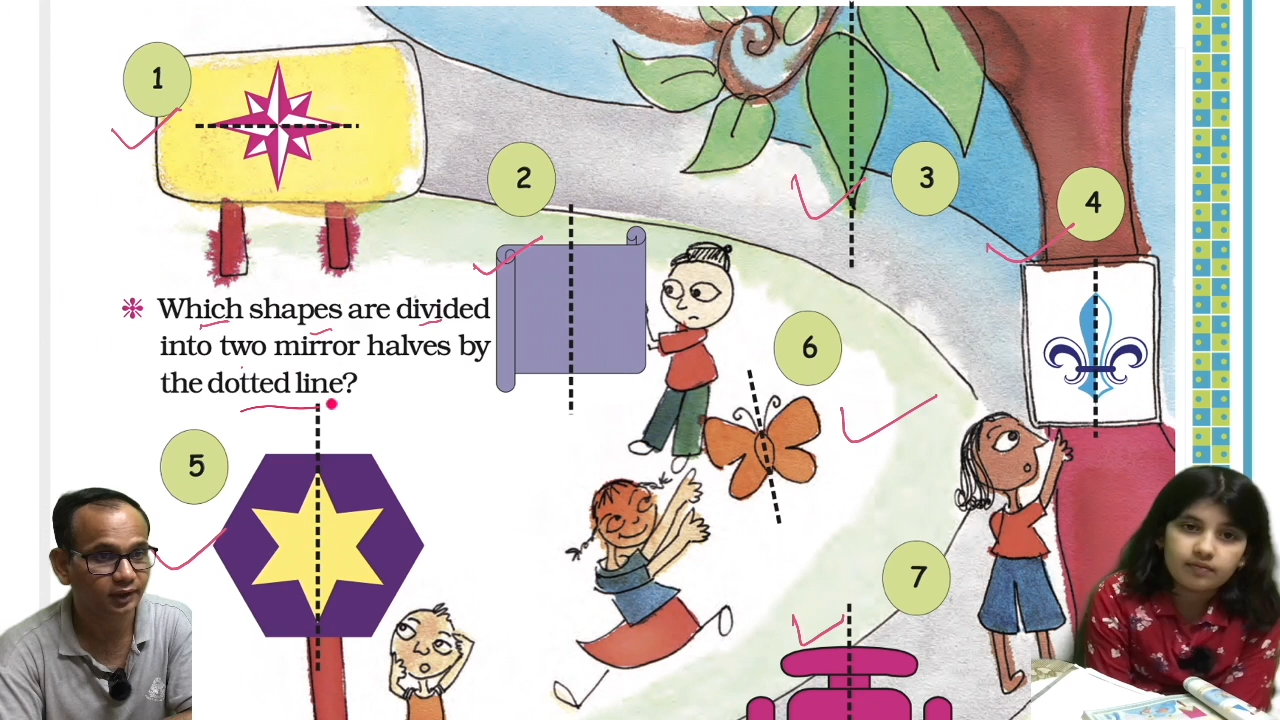 1
2
3
4
❋ Which shapes are divided
into two mirror halves by
the dotted line?
6
5
7